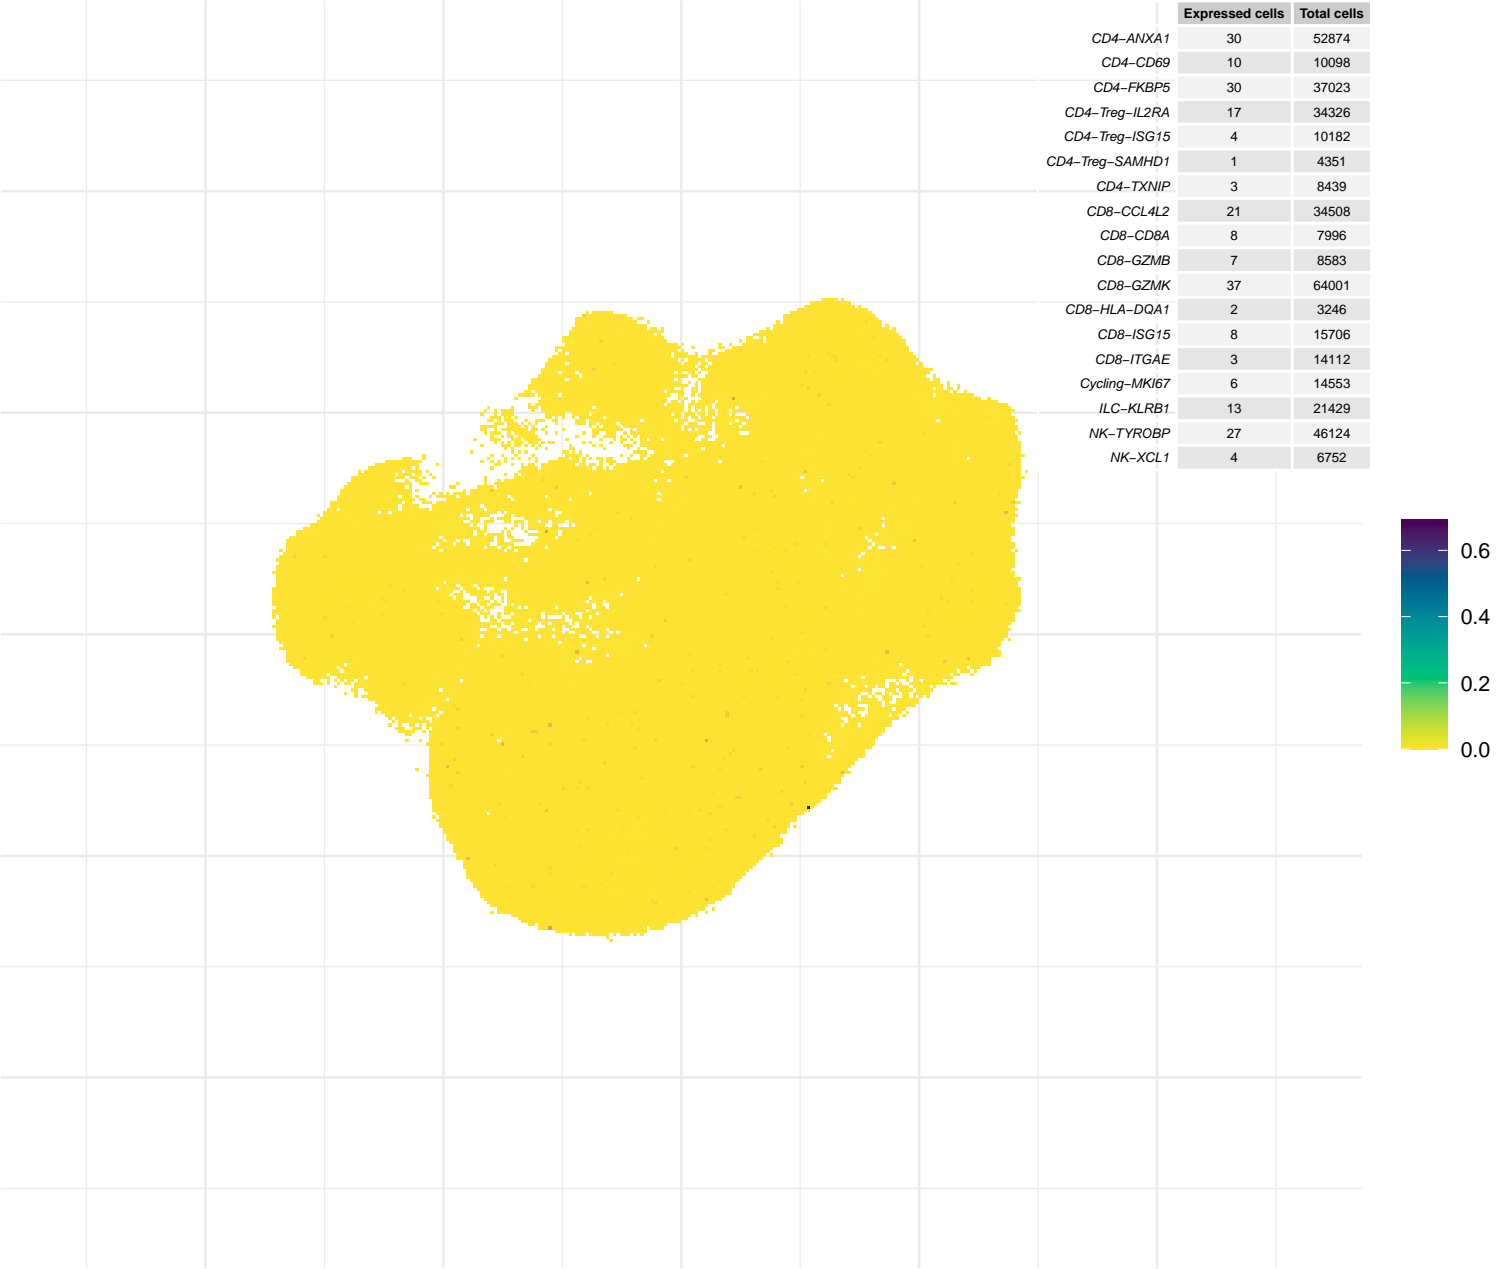 Expressed cells Total cells
CD4−ANXA1 30 52874
CD4−CD69 10 10098
CD4−FKBP5 30 37023
CD4−Treg−IL2RA 17 34326
CD4−Treg−ISG15 4 10182
CD4−Treg−SAMHD1 1 4351
CD4−TXNIP 3 8439
CD8−CCL4L2 21 34508
CD8−CD8A 8 7996
CD8−GZMB 7 8583
CD8−GZMK 37 64001
CD8−HLA−DQA1 2 3246
CD8−ISG15 8 15706
CD8−ITGAE 3 14112
Cycling−MKI67 6 14553
ILC−KLRB1 13 21429
NK−TYROBP 27 46124
NK−XCL1 4 6752
0.6
0.4
0.2
0.0